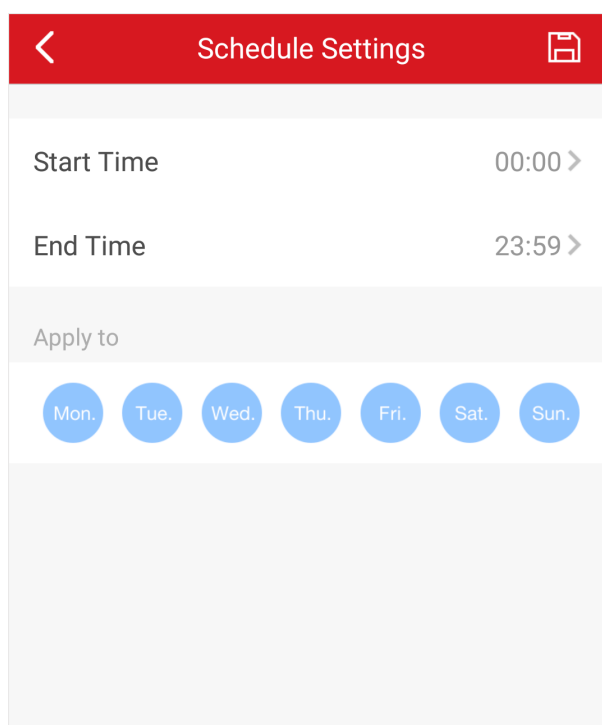 Schedule Settings
Start Time 00:00
End Time 23:59
Apply to
Mon. Tue. Wed. Thu. Fri. Sat. Sun.